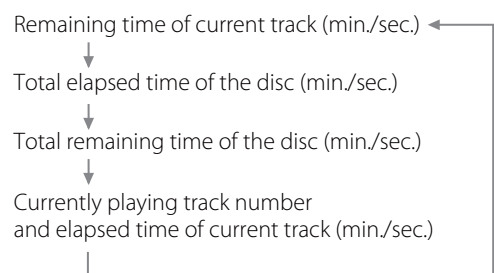 Remaining time of current track (min./sec.)
Total elapsed time of the disc (min./sec.)
Total remaining time of the disc (min./sec.)
Currently playing track number
and elapsed time of current track (min./sec.)